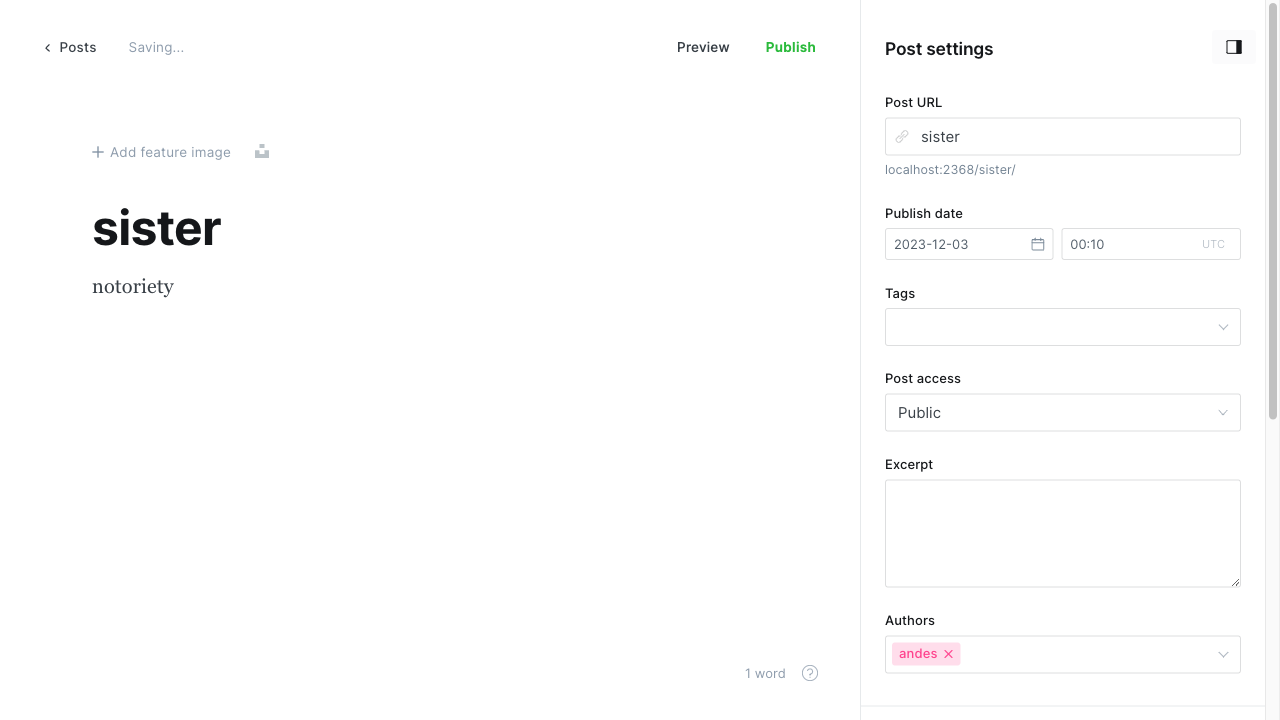 Posts
Saving...
Preview
Publish
Add feature image
sister
notoriety
1 word
?
Post settings
Post URL
sister
localhost:2368/sister/
Publish date
2023-12-03
00:10 UTC
Tags
Post access
Public
Excerpt
Authors
andes